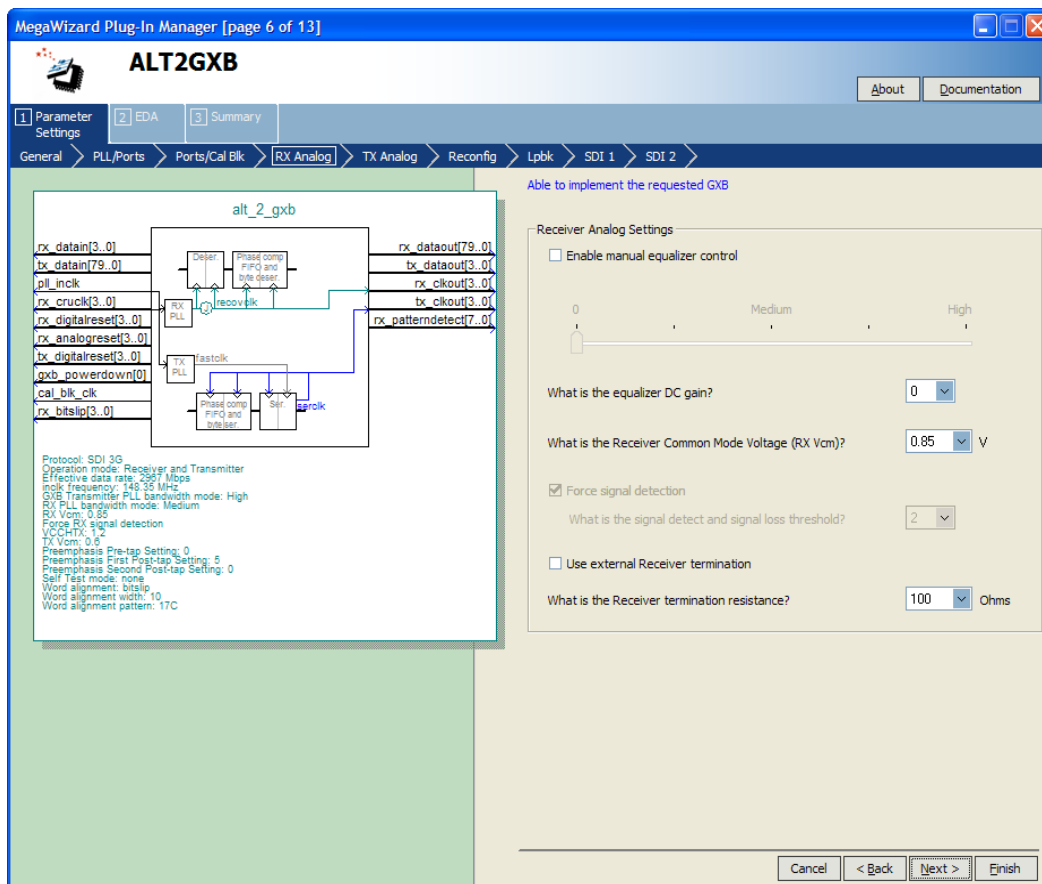 MegaWizard Plug-In Manager [page 6 of 13]
ALT2GXB
About
Documentation
1 Parameter Settings
2 EDA
3 Summary
General
PLL/Ports
Ports/Cal Blk
RX Analog
TX Analog
Reconfig
Lpbk
SDI 1
SDI 2
alt_2_gxb
rx_datain[3..0]
tx_datain[79..0]
pll_inclk
rx_cruclk[3..0]
rx_digitalreset[3..0]
rx_analogreset[3..0]
tx_digitalreset[3..0]
gxb_powerdown[0]
cal_blk_clk
rx_bitslip[3..0]
Deser.
Phase comp
FIFO and
byte deser.
RX
PLL
recovclk
TX
PLL
fastclk
Phase comp
FIFO and
byte ser.
Ser.
serclk
rx_dataout[79..0]
tx_dataout[3..0]
rx_clkout[3..0]
tx_clkout[3..0]
rx_patterndetect[7..0]
Protocol: SDI 3G
Operation mode: Receiver and Transmitter
Effective data rate: 2967 Mbps
inclk frequency: 148.35 MHz
GXB Transmitter PLL bandwidth mode: High
RX PLL bandwidth mode: Medium
RX Vcm: 0.85
Force RX signal detection
VCCHTX: 1.2
TX Vcm: 0.6
Preemphasis Pre-tap Setting: 0
Preemphasis First Post-tap Setting: 5
Preemphasis Second Post-tap Setting: 0
Self Test mode: none
Word alignment: bitslip
Word alignment width: 10
Word alignment pattern: 17C
Able to implement the requested GXB
Receiver Analog Settings
Enable manual equalizer control
0 Medium High
What is the equalizer DC gain? 0
What is the Receiver Common Mode Voltage (RX Vcm)? 0.85 V
Force signal detection
What is the signal detect and signal loss threshold? 2
Use external Receiver termination
What is the Receiver termination resistance? 100 Ohms
Cancel
< Back
Next >
Finish